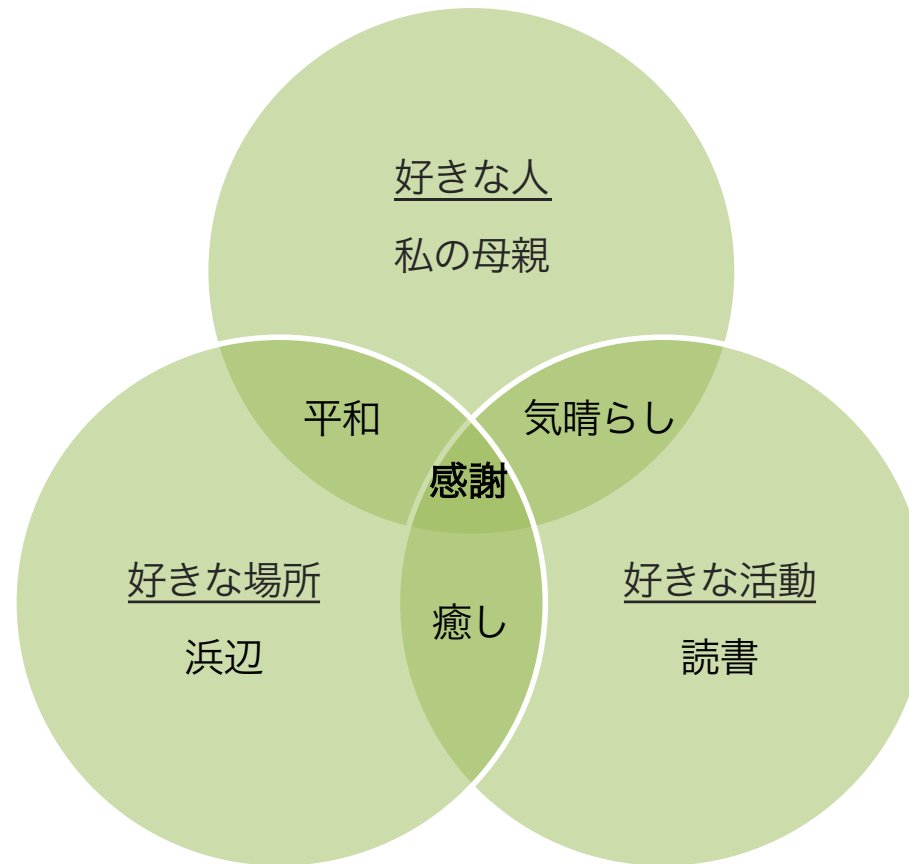 好きな人
私の母親
平和
気晴らし
感謝
好きな場所
浜辺
癒し
好きな活動
読書